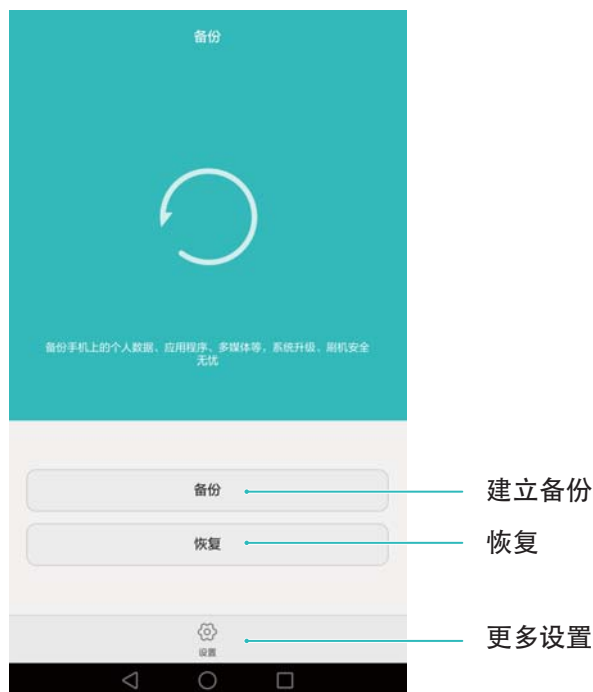 备份
备份手机上的个人数据、应用程序、多媒体等，系统升级、刷机安全
无忧
备份
建立备份
恢复
恢复
设置
更多设置